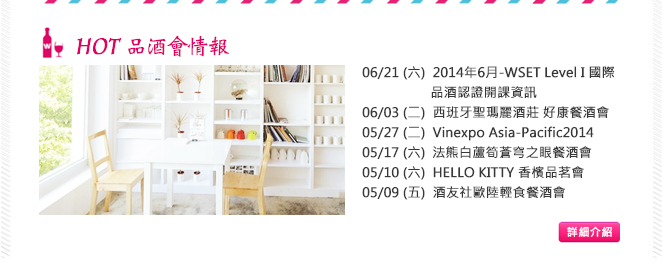 HOT 品酒會情報
06/21 (六) 2014年6月-WSET Level I 國際
品酒認證開課資訊
06/03 (二) 西班牙聖瑪麗酒莊 好康餐酒會
05/27 (二) Vinexpo Asia-Pacific2014
05/17 (六) 法熊白蘆筍蒼穹之眼餐酒會
05/10 (六) HELLO KITTY 香檳品茗會
05/09 (五) 酒友社歐陸輕食餐酒會
詳細介紹